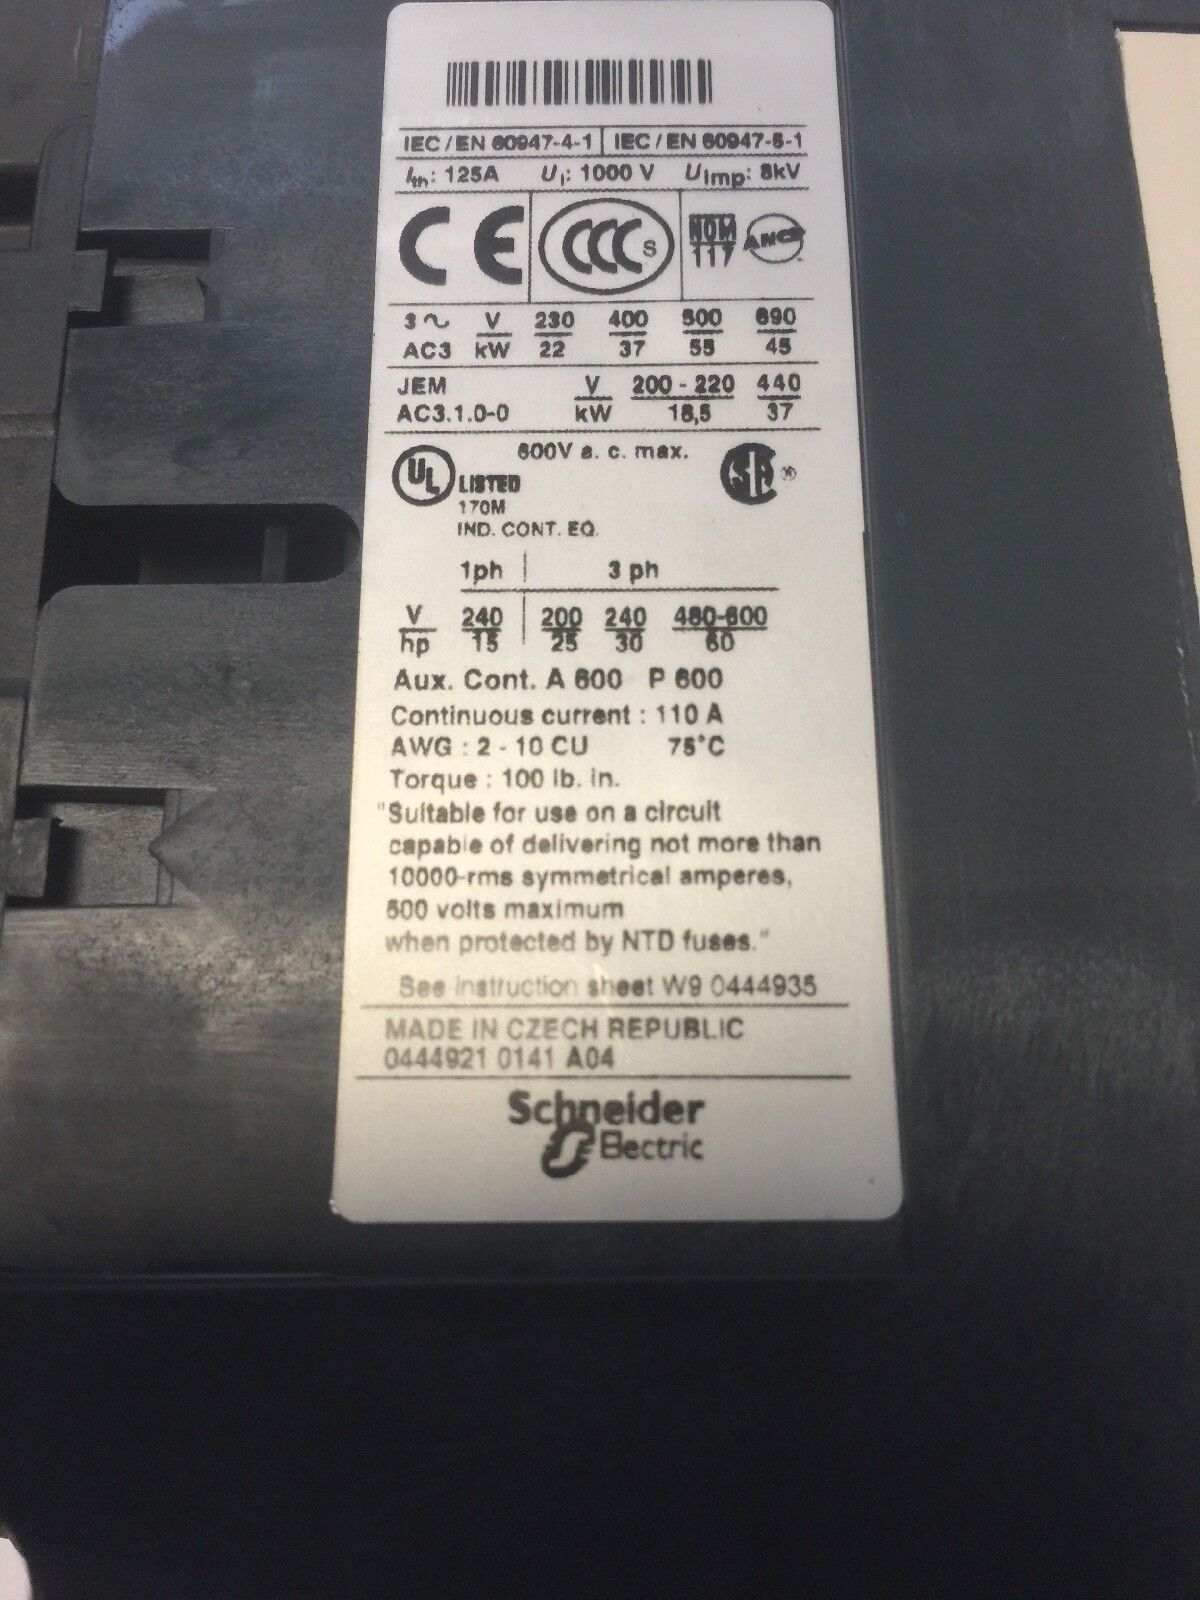 IEC / EN 60947-4-1 IEC / EN 60947-5-1
Ith: 125A Ui: 1000 V Uimp: 8kV
CE CCC S NOM 117 ANCE
3 ~ V 230 400 500 690
AC3 kW 22 37 55 45
JEM V 200 - 220 440
AC3.1.0-0 kW 18,5 37
600V a. c. max.
UL LISTED SA
170M
IND. CONT. EQ.
1ph 3 ph
V 240 200 240 480-600
hp 15 25 30 60
Aux. Cont. A 600 P 600
Continuous current : 110 A
AWG : 2 - 10 CU 75°C
Torque : 100 lb. in.
"Suitable for use on a circuit
capable of delivering not more than
10000-rms symmetrical amperes,
600 volts maximum
when protected by NTD fuses."
See instruction sheet W9 0444935
MADE IN CZECH REPUBLIC
0444921 0141 A04
Schneider
Electric